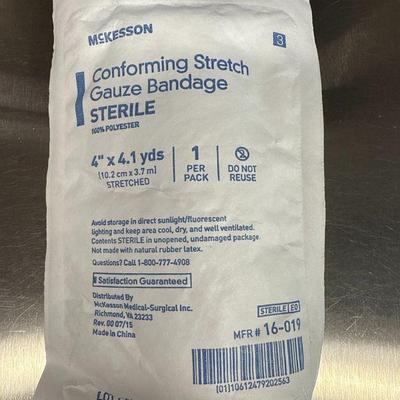 McKESSON
3
Conforming Stretch
Gauze Bandage
STERILE
100% POLYESTER
4" x 4.1 yds
(10.2 cm x 3.7 m)
STRETCHED
1
PER
PACK
2
DO NOT
REUSE
Avoid storage in direct sunlight/fluorescent
lighting and keep area cool, dry, and well ventilated.
Contents STERILE in unopened, undamaged package.
Not made with natural rubber latex.
Questions? Call 1-800-777-4908
Satisfaction Guaranteed
Distributed By
McKesson Medical-Surgical Inc.
Richmond, VA 23233
Rev. 00 07/15
Made in China
STERILE EO
MFR # 16-019
(01)10612479202563